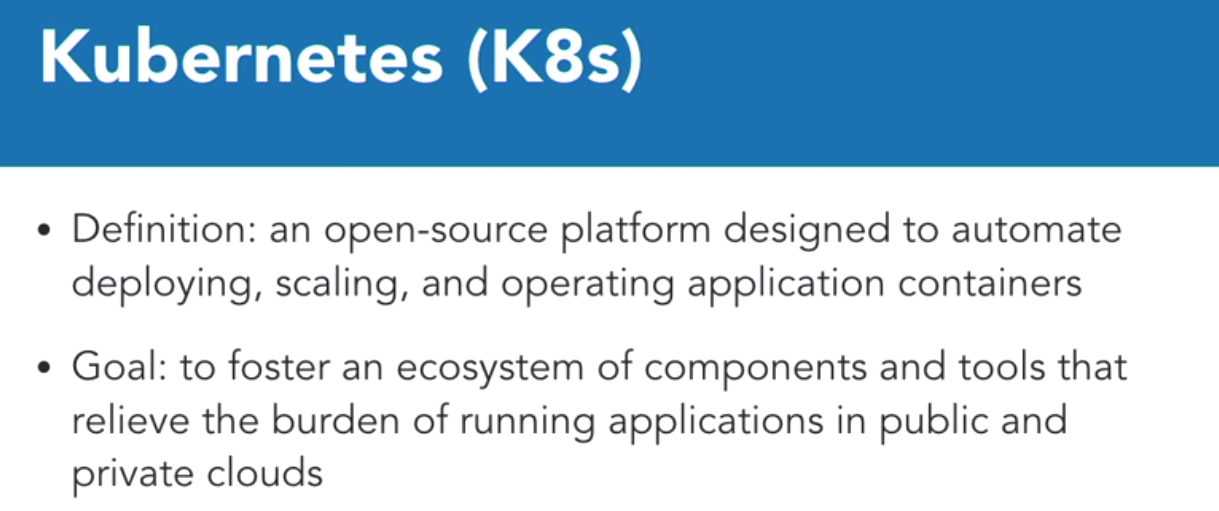 Kubernetes (K8s)
• Definition: an open-source platform designed to automate
deploying, scaling, and operating application containers
• Goal: to foster an ecosystem of components and tools that
relieve the burden of running applications in public and
private clouds